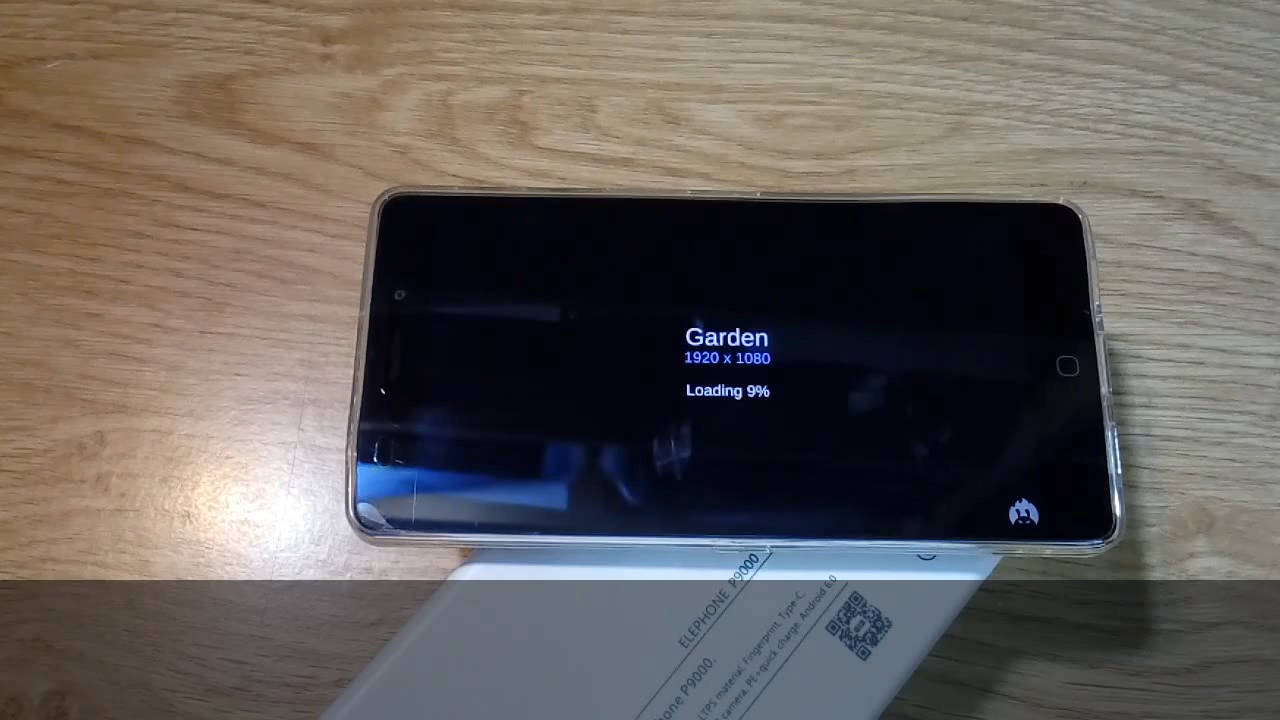 Garden
1920 x 1080
Loading 9%
ELEPHONE P9000
hone P9000.
LTPS material, Fingerprint, Type-C,
camera, PE+quick charge, Android 6.0